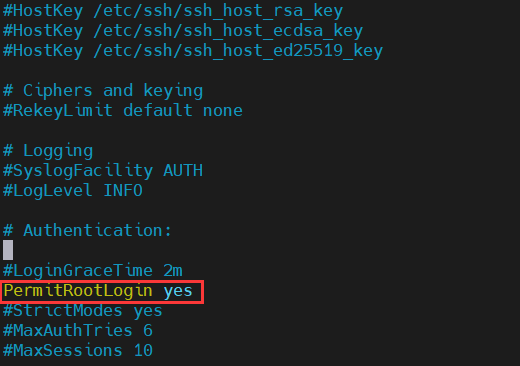 #HostKey /etc/ssh/ssh_host_rsa_key
#HostKey /etc/ssh/ssh_host_ecdsa_key
#HostKey /etc/ssh/ssh_host_ed25519_key
# Ciphers and keying
#RekeyLimit default none
# Logging
#SyslogFacility AUTH
#LogLevel INFO
# Authentication:
#LoginGraceTime 2m
PermitRootLogin yes
#StrictModes yes
#MaxAuthTries 6
#MaxSessions 10